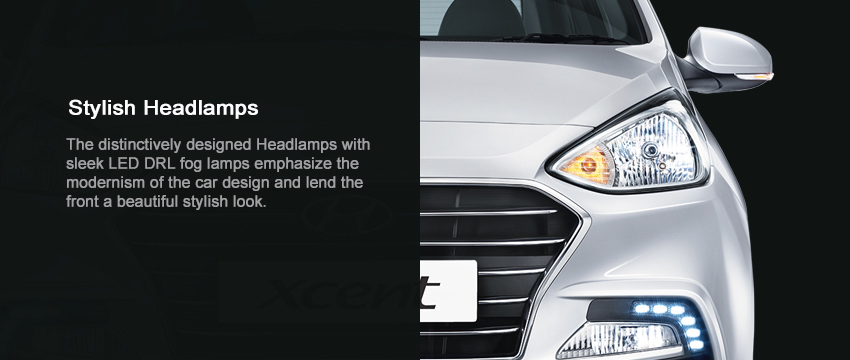 Stylish Headlamps
The distinctively designed Headlamps with
sleek LED DRL fog lamps emphasize the
modernism of the car design and lend the
front a beautiful stylish look.
xcent